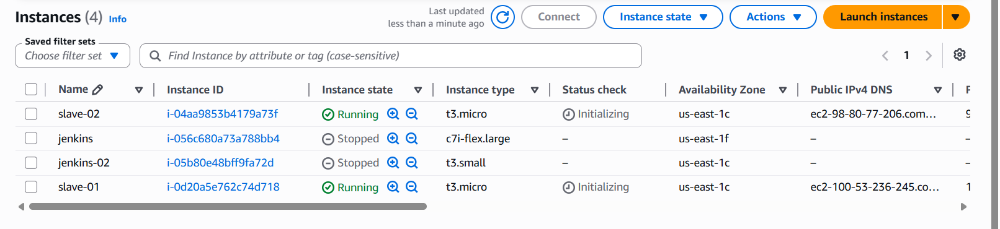 Instances (4) Info
Last updated
less than a minute ago
Connect
Instance state
Actions
Launch instances
Saved filter sets
Choose filter set
Find Instance by attribute or tag (case-sensitive)
1
Name Instance ID Instance state Instance type Status check Availability Zone Public IPv4 DNS P
slave-02 i-04aa9853b4179a73f Running t3.micro Initializing us-east-1c ec2-98-80-77-206.com... 9
jenkins i-056c680a73a788bb4 Stopped c7i-flex.large – us-east-1f – –
jenkins-02 i-05b80e48bff9fa72d Stopped t3.small – us-east-1c – –
slave-01 i-0d20a5e762c74d718 Running t3.micro Initializing us-east-1c ec2-100-53-236-245.co... 1